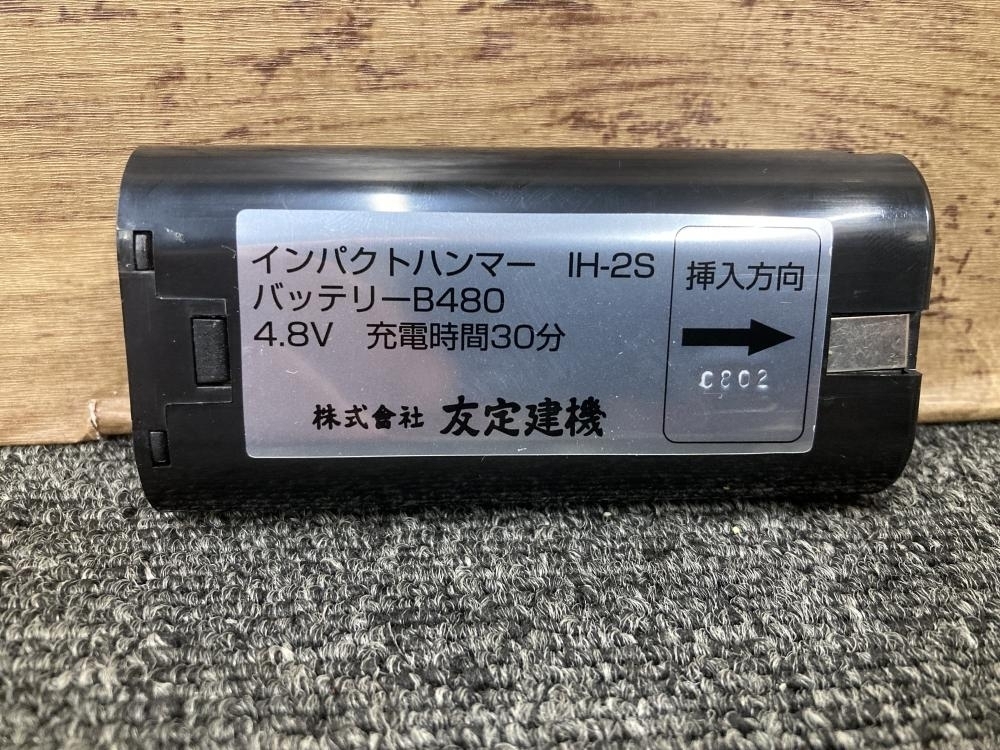 インパクトハンマー　IH-2S
バッテリーB480
4.8V　充電時間30分
株式會社 友定建機
挿入方向
0802